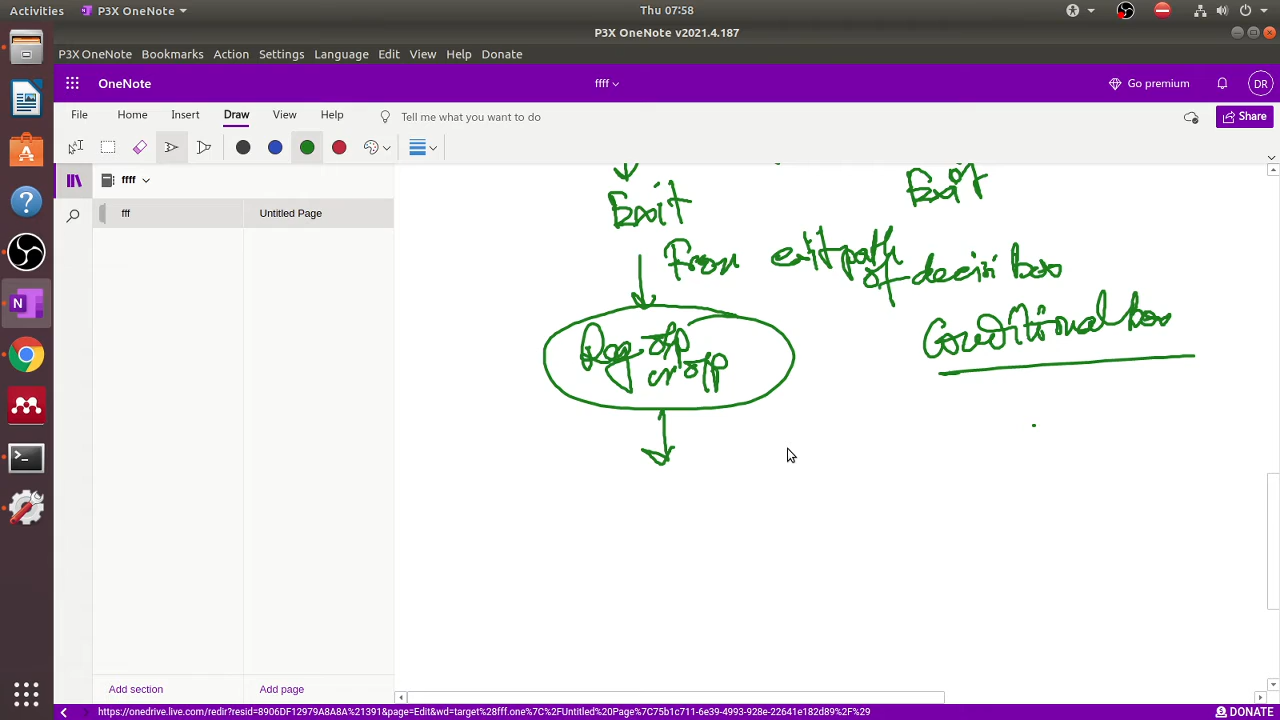 Activities
P3X OneNote
Thu 07:58
P3X OneNote v2021.4.187
P3X OneNote Bookmarks Action Settings Language Edit View Help Donate
OneNote
ffff
Go premium
DR
File Home Insert Draw View Help
Tell me what you want to do
Share
ffff
fff
Untitled Page
Exit
Exit
From exit path
of decisi box
Conditional box
Reg o/p
or o/p
Add section
Add page
https://onedrive.live.com/redir?resid=8906DF12979A8A8A%21391&page=Edit&wd=target%28fff.one%7C%2FUntitled%20Page%7C75b1c711-6e39-4993-928e-22641e182d89%2F%29
DONATE